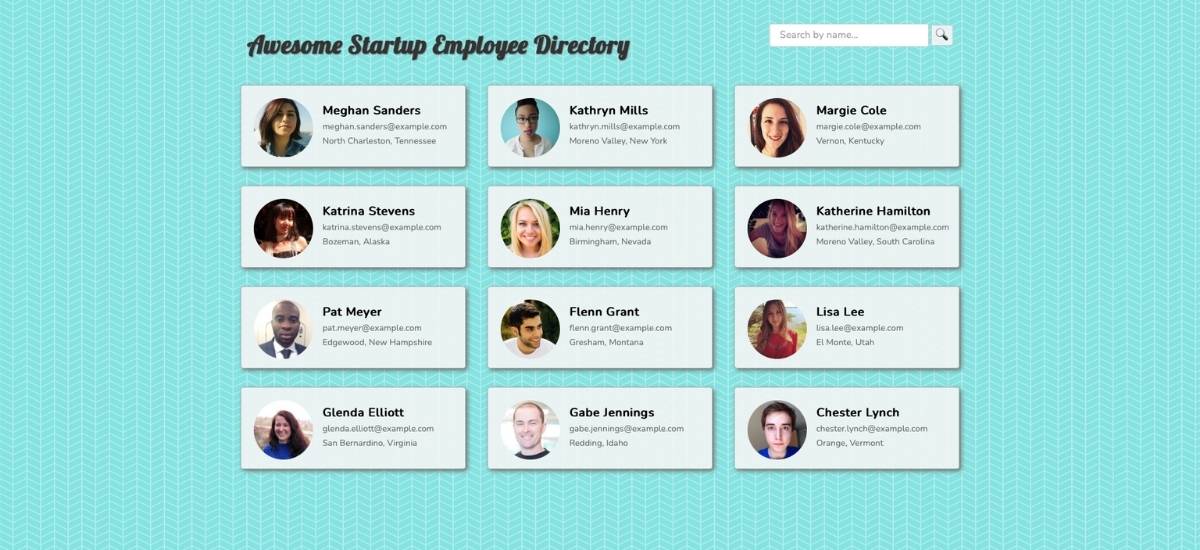 Awesome Startup Employee Directory
Search by name...
Meghan Sanders
meghan.sanders@example.com
North Charleston, Tennessee
Kathryn Mills
kathryn.mills@example.com
Moreno Valley, New York
Margie Cole
margie.cole@example.com
Vernon, Kentucky
Katrina Stevens
katrina.stevens@example.com
Bozeman, Alaska
Mia Henry
mia.henry@example.com
Birmingham, Nevada
Katherine Hamilton
katherine.hamilton@example.com
Moreno Valley, South Carolina
Pat Meyer
pat.meyer@example.com
Edgewood, New Hampshire
Flenn Grant
flenn.grant@example.com
Gresham, Montana
Lisa Lee
lisa.lee@example.com
El Monte, Utah
Glenda Elliott
glenda.elliott@example.com
San Bernardino, Virginia
Gabe Jennings
gabe.jennings@example.com
Redding, Idaho
Chester Lynch
chester.lynch@example.com
Orange, Vermont